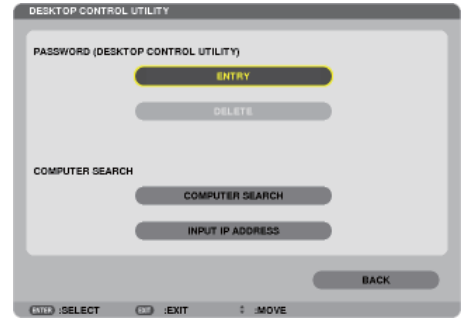 DESKTOP CONTROL UTILITY
PASSWORD (DESKTOP CONTROL UTILITY)
ENTRY
DELETE
COMPUTER SEARCH
COMPUTER SEARCH
INPUT IP ADDRESS
BACK
ENTER :SELECT EXIT :EXIT :MOVE